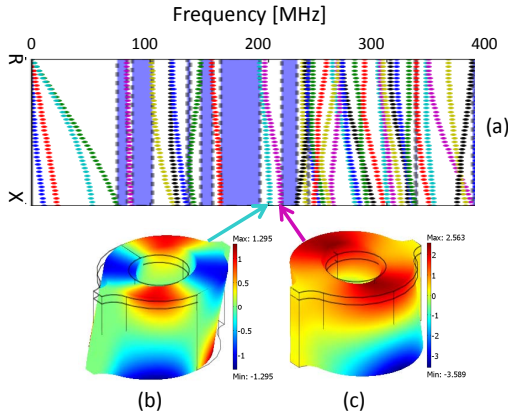 Frequency [MHz]
0 100 200 300 400
R
X
(a)
Max: 1.295
1
0.5
0
-0.5
-1
Min: -1.295
Max: 2.563
2
1
0
-1
-2
-3
Min: -3.589
(b)
(c)